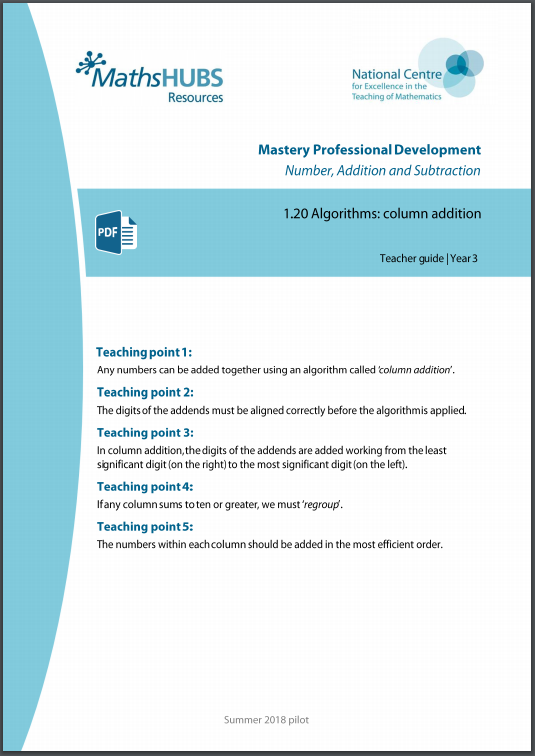 MathsHUBS
Resources
National Centre
for Excellence in the
Teaching of Mathematics
Mastery Professional Development
Number, Addition and Subtraction
1.20 Algorithms: column addition
PDF
Teacher guide | Year 3
Teaching point 1:
Any numbers can be added together using an algorithm called ‘column addition’.
Teaching point 2:
The digits of the addends must be aligned correctly before the algorithm is applied.
Teaching point 3:
In column addition, the digits of the addends are added working from the least
significant digit (on the right) to the most significant digit (on the left).
Teaching point 4:
If any column sums to ten or greater, we must ‘regroup’.
Teaching point 5:
The numbers within each column should be added in the most efficient order.
Summer 2018 pilot